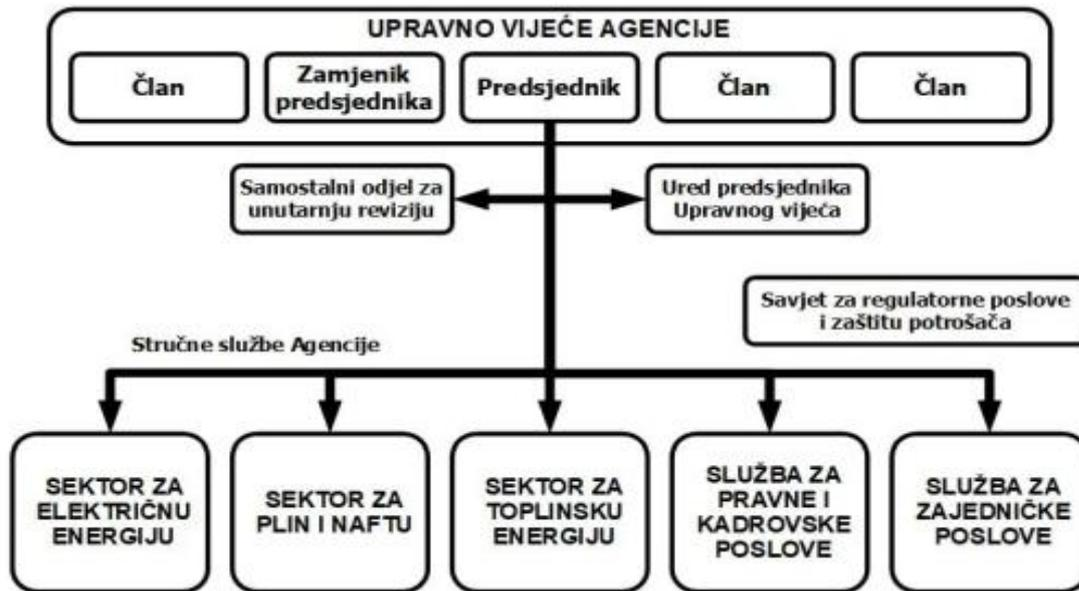 UPRAVNO VIJEĆE AGENCIJE
Član
Zamjenik
predsjednika
Predsjednik
Član
Član
Samostalni odjel za
unutarnju reviziju
Ured predsjednika
Upravnog vijeća
Savjet za regulatorne poslove
i zaštitu potrošača
Stručne službe Agencije
SEKTOR ZA
ELEKTRIČNU
ENERGIJU
SEKTOR ZA
PLIN I NAFTU
SEKTOR ZA
TOPLINSKU
ENERGIJU
SLUŽBA ZA
PRAVNE I
KADROVSKE
POSLOVE
SLUŽBA ZA
ZAJEDNIČKE
POSLOVE